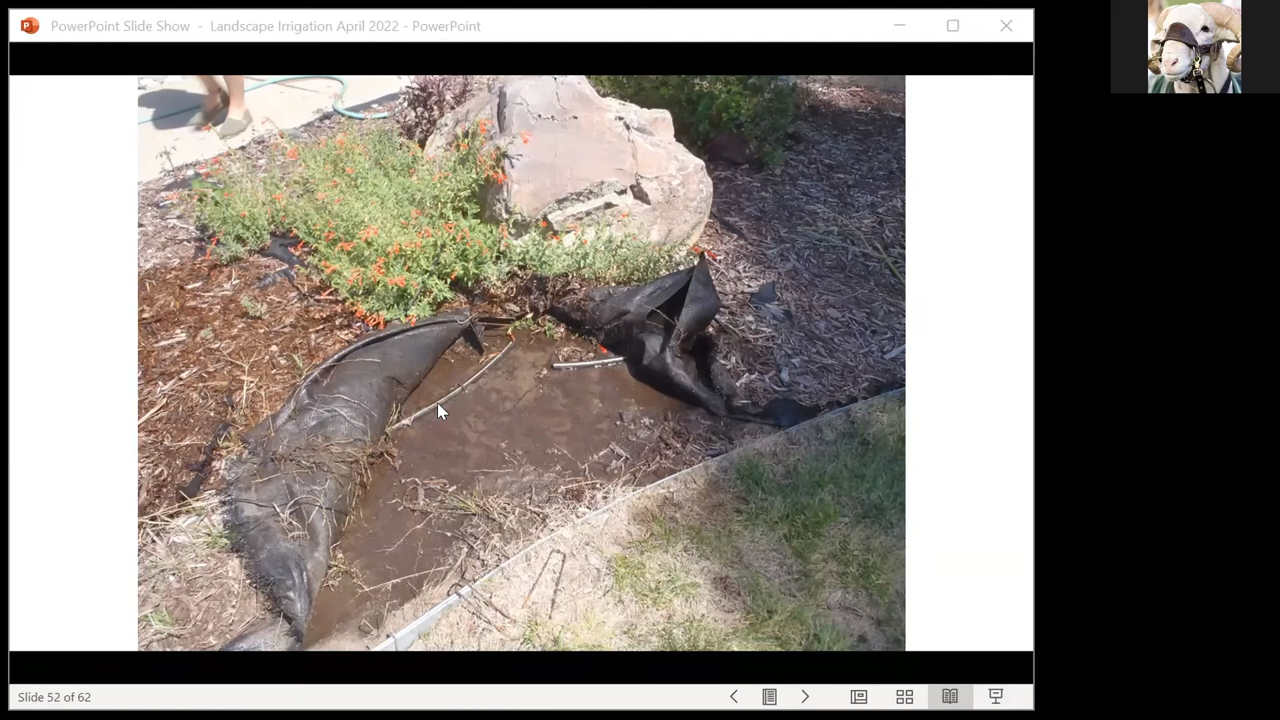 PowerPoint Slide Show - Landscape Irrigation April 2022 - PowerPoint
Slide 52 of 62